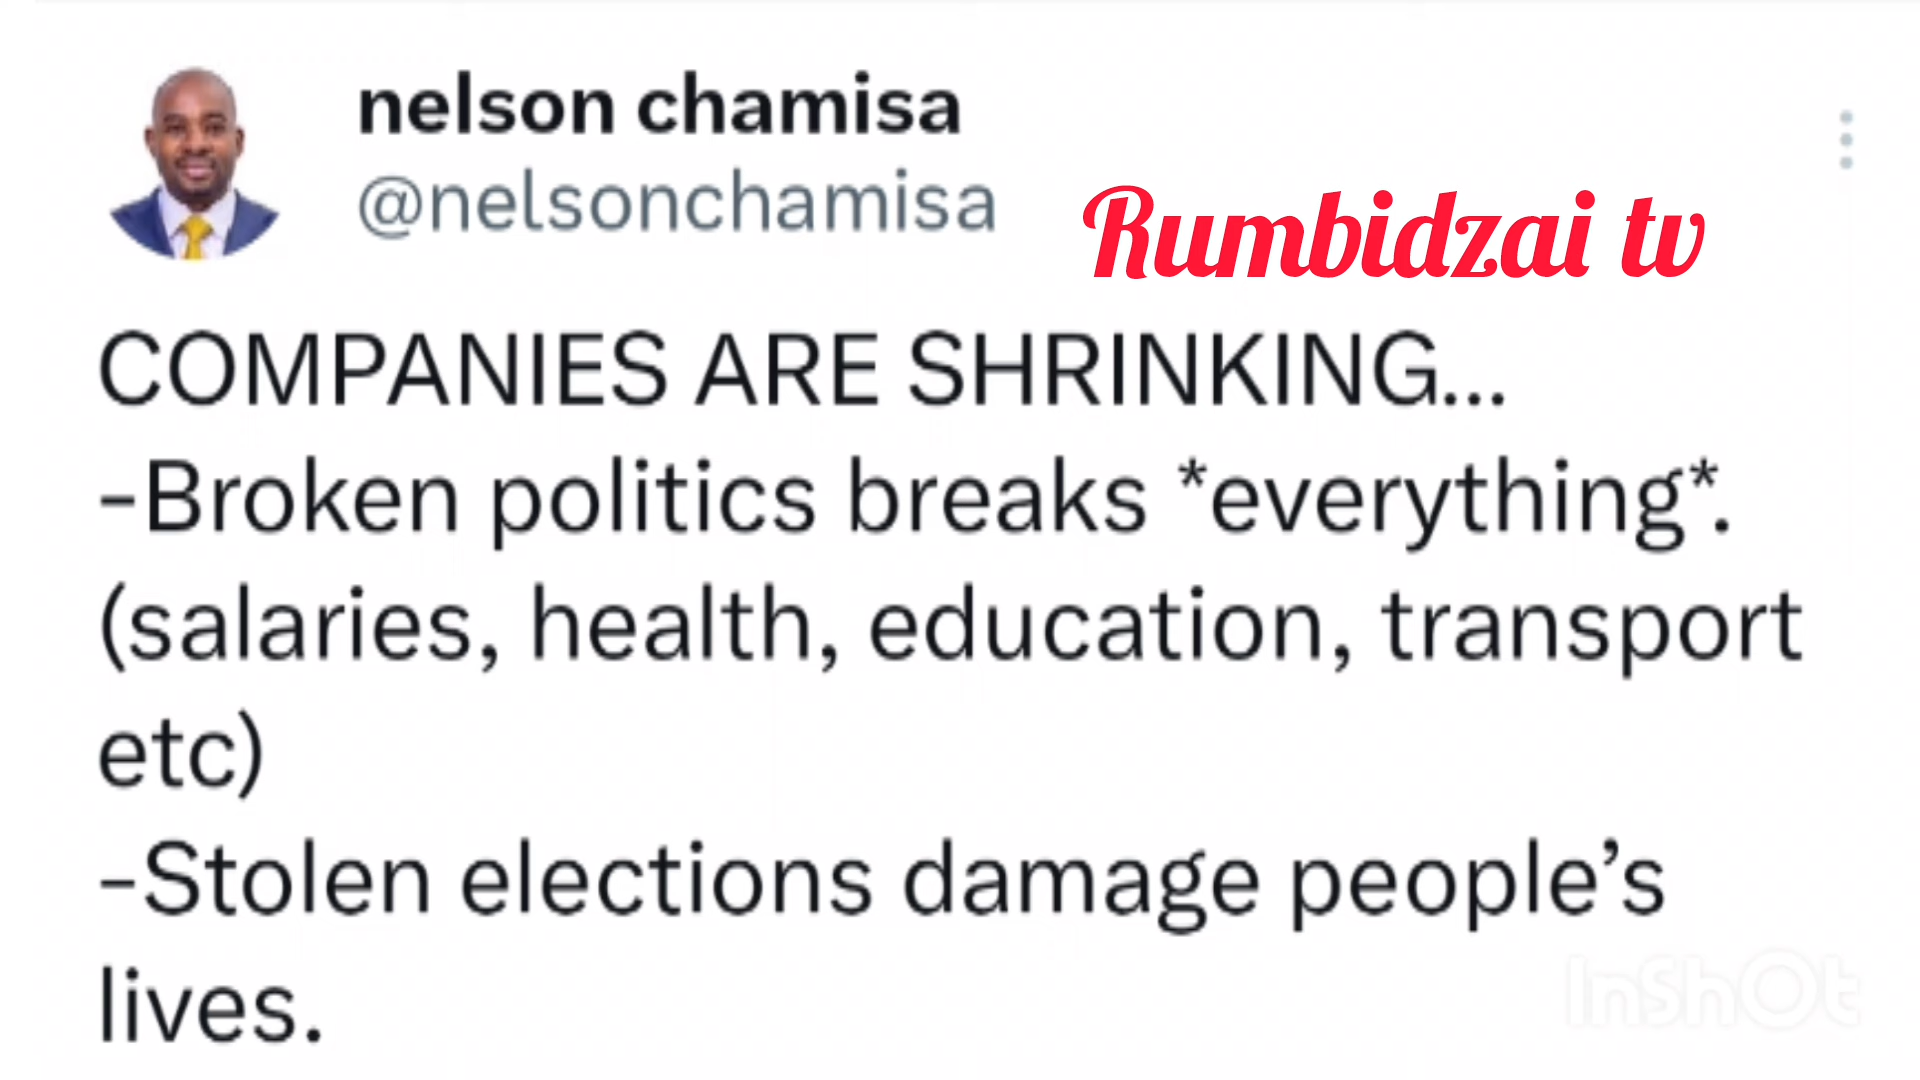 nelson chamisa
@nelsonchamisa
Rumbidzai tv
COMPANIES ARE SHRINKING...
-Broken politics breaks *everything*.
(salaries, health, education, transport
etc)
-Stolen elections damage people’s
lives.
InShOt